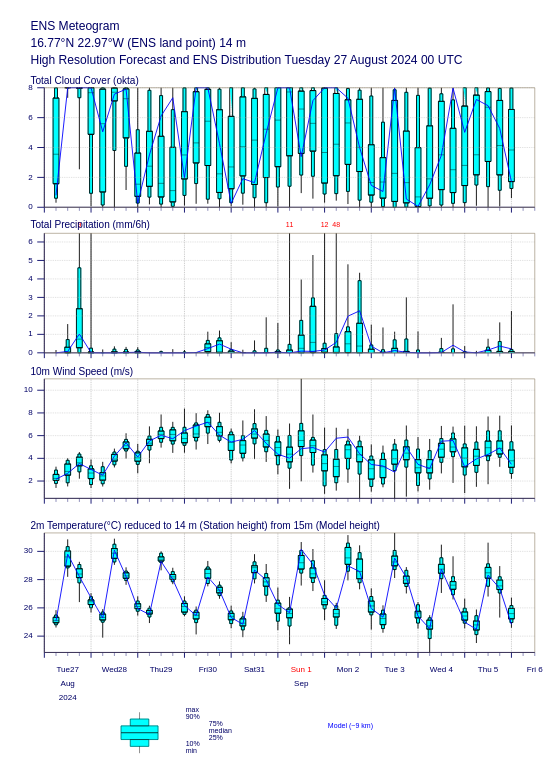 ENS Meteogram
16.77°N 22.97°W (ENS land point) 14 m
High Resolution Forecast and ENS Distribution Tuesday 27 August 2024 00 UTC
Total Cloud Cover (okta)
8
6
4
2
0
Total Precipitation (mm/6h)
11 12 48
6
5
4
3
2
1
0
10m Wind Speed (m/s)
10
8
6
4
2
2m Temperature(°C) reduced to 14 m (Station height) from 15m (Model height)
30
28
26
24
Tue27 Wed28 Thu29 Fri30 Sat31 Sun 1 Mon 2 Tue 3 Wed 4 Thu 5 Fri 6
Aug Sep
2024
max
90%
75%
median
25%
10%
min
Model (~9 km)